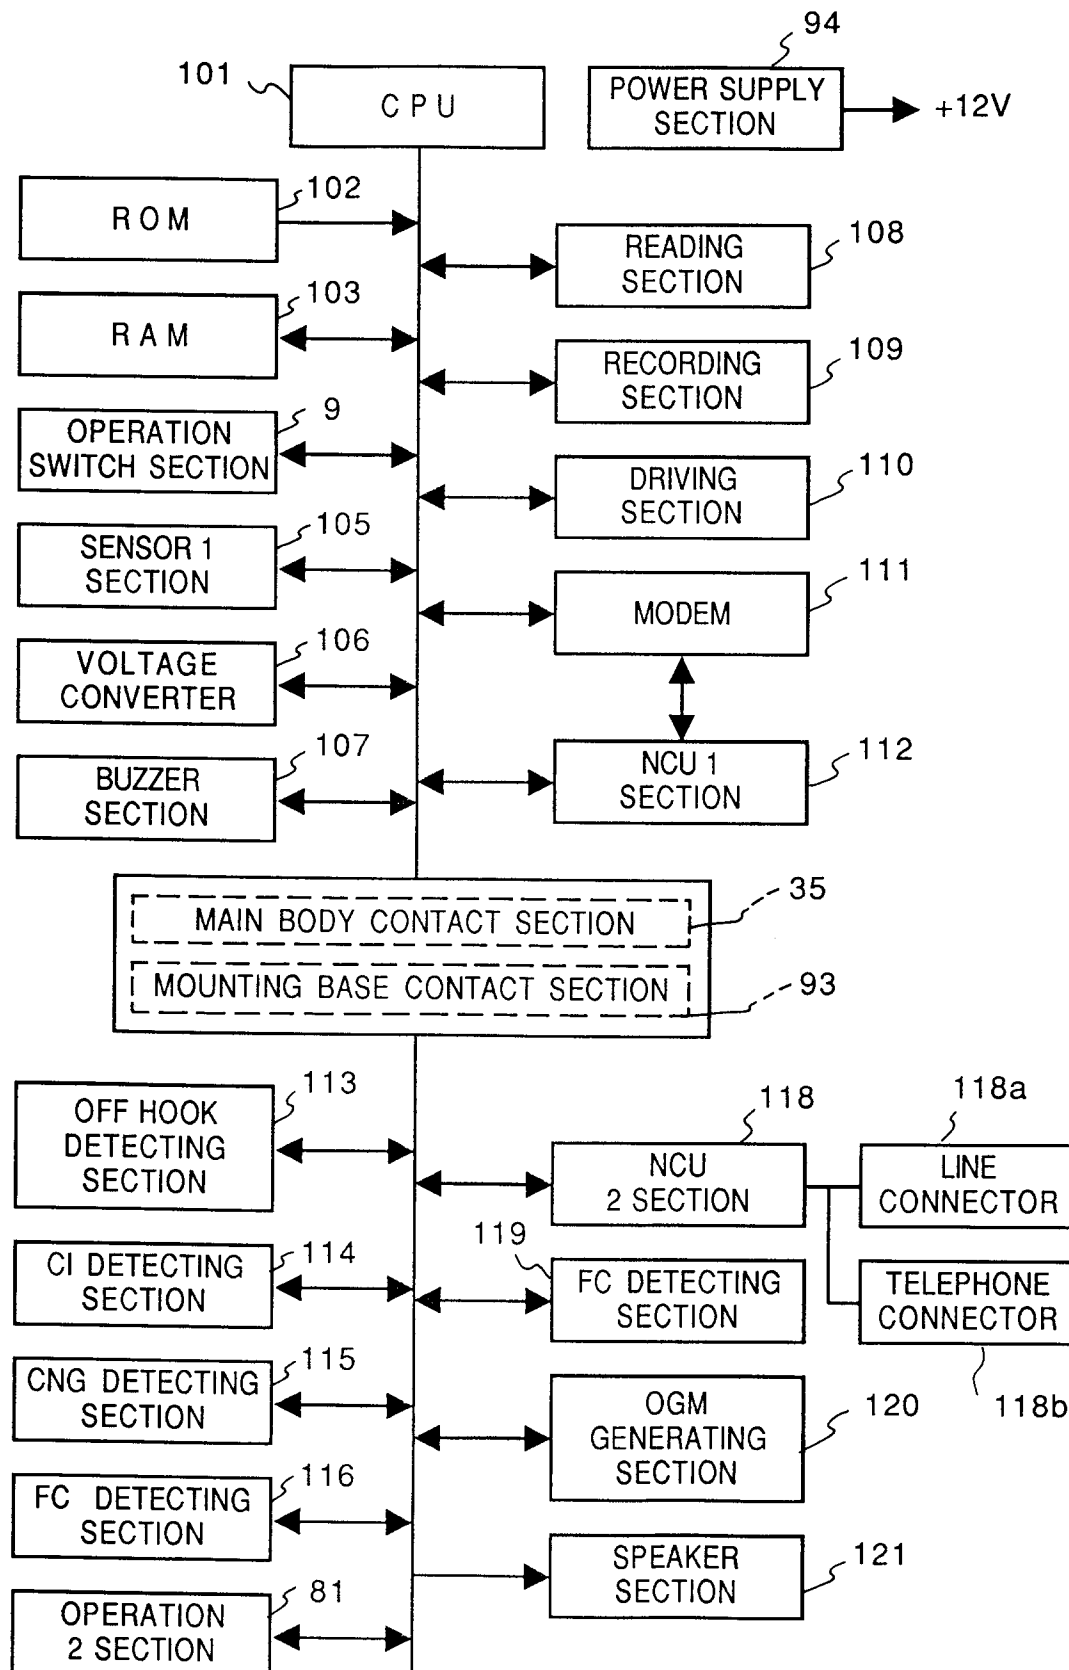 94
101
CPU
POWER SUPPLY
SECTION
+12V
102
ROM
108
READING
SECTION
103
RAM
109
RECORDING
SECTION
9
OPERATION
SWITCH SECTION
110
DRIVING
SECTION
105
SENSOR 1
SECTION
111
MODEM
106
VOLTAGE
CONVERTER
107
BUZZER
SECTION
112
NCU 1
SECTION
35
MAIN BODY CONTACT SECTION
MOUNTING BASE CONTACT SECTION
93
113
OFF HOOK
DETECTING
SECTION
118
NCU
2 SECTION
118a
LINE
CONNECTOR
114
CI DETECTING
SECTION
119
FC DETECTING
SECTION
TELEPHONE
CONNECTOR
118b
115
CNG DETECTING
SECTION
120
OGM
GENERATING
SECTION
116
FC DETECTING
SECTION
121
SPEAKER
SECTION
81
OPERATION
2 SECTION